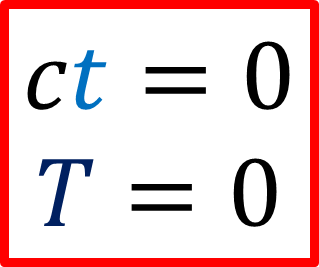 ct = 0
T = 0